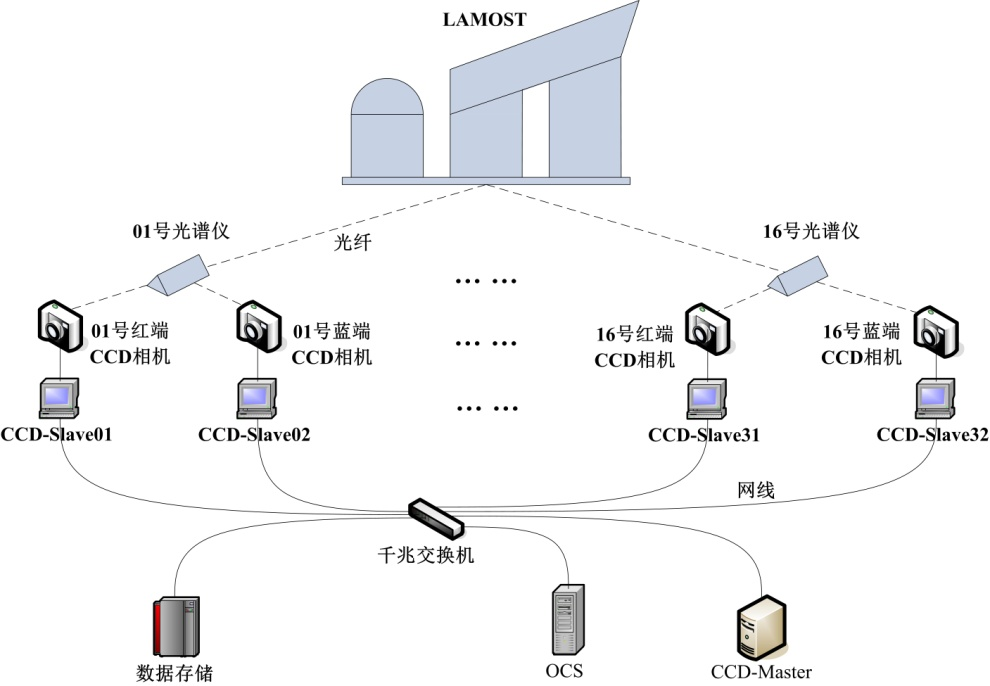 LAMOST
01号光谱仪
16号光谱仪
光纤
… …
01号红端
CCD相机
01号蓝端
CCD相机
… …
16号红端
CCD相机
16号蓝端
CCD相机
… …
CCD-Slave01
CCD-Slave02
CCD-Slave31
CCD-Slave32
网线
千兆交换机
数据存储
OCS
CCD-Master